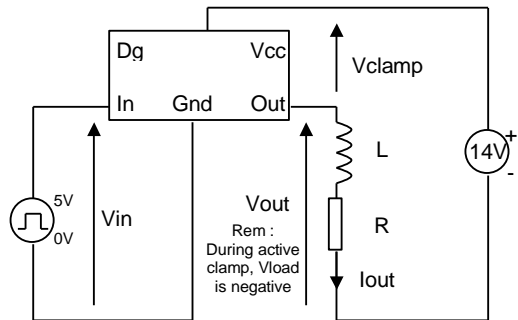 Dg Vcc
Vclamp
In Gnd Out
14V
+
-
L
5V
0V
Vin
Vout
R
Rem :
During active
clamp, Vload
is negative
Iout